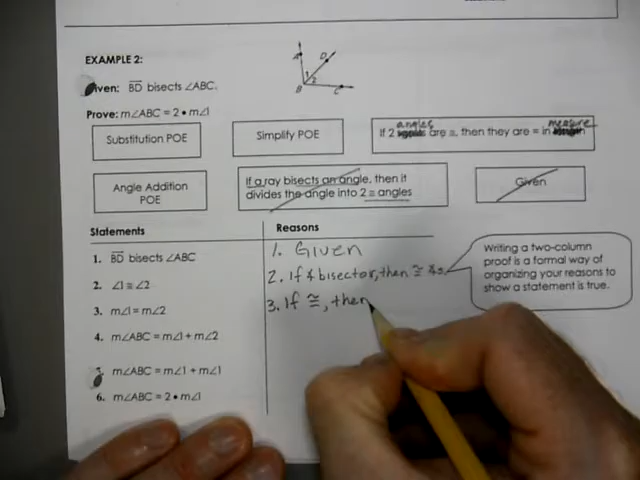 EXAMPLE 2:
iven: BD bisects ∠ABC.
Prove: m∠ABC = 2 • m∠1
A
D
1
2
B
C
Substitution POE
Simplify POE
angles measure
If 2 are ≅, then they are = in
Angle Addition
POE
If a ray bisects an angle, then it
divides the angle into 2 ≅ angles
Given
Statements
Reasons
1. BD bisects ∠ABC
1. Given
2. ∠1 ≅ ∠2
2. If ∡ bisector, then ≅ ∡s.
3. m∠1 = m∠2
3. If ≅, then
4. m∠ABC = m∠1 + m∠2
m∠ABC = m∠1 + m∠1
6. m∠ABC = 2 • m∠1
Writing a two-column
proof is a formal way of
organizing your reasons to
show a statement is true.